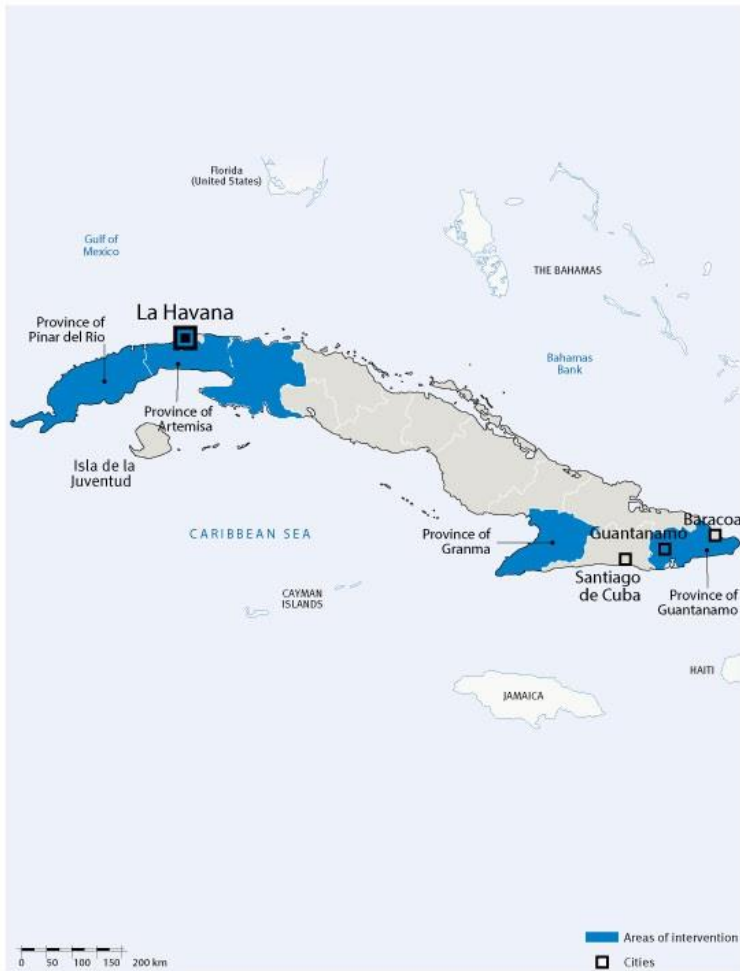 Florida
(United States)
Gulf of
Mexico
THE BAHAMAS
La Havana
Province of
Pinar del Rio
Bahamas
Bank
Province of
Artemisa
Isla de la
Juventud
CARIBBEAN SEA
Province of
Granma
Guantanamo
Baracoa
Santiago
de Cuba
Province of
Guantanamo
CAYMAN
ISLANDS
HAITI
JAMAICA
0 50 100 150 200 km
Areas of intervention
Cities